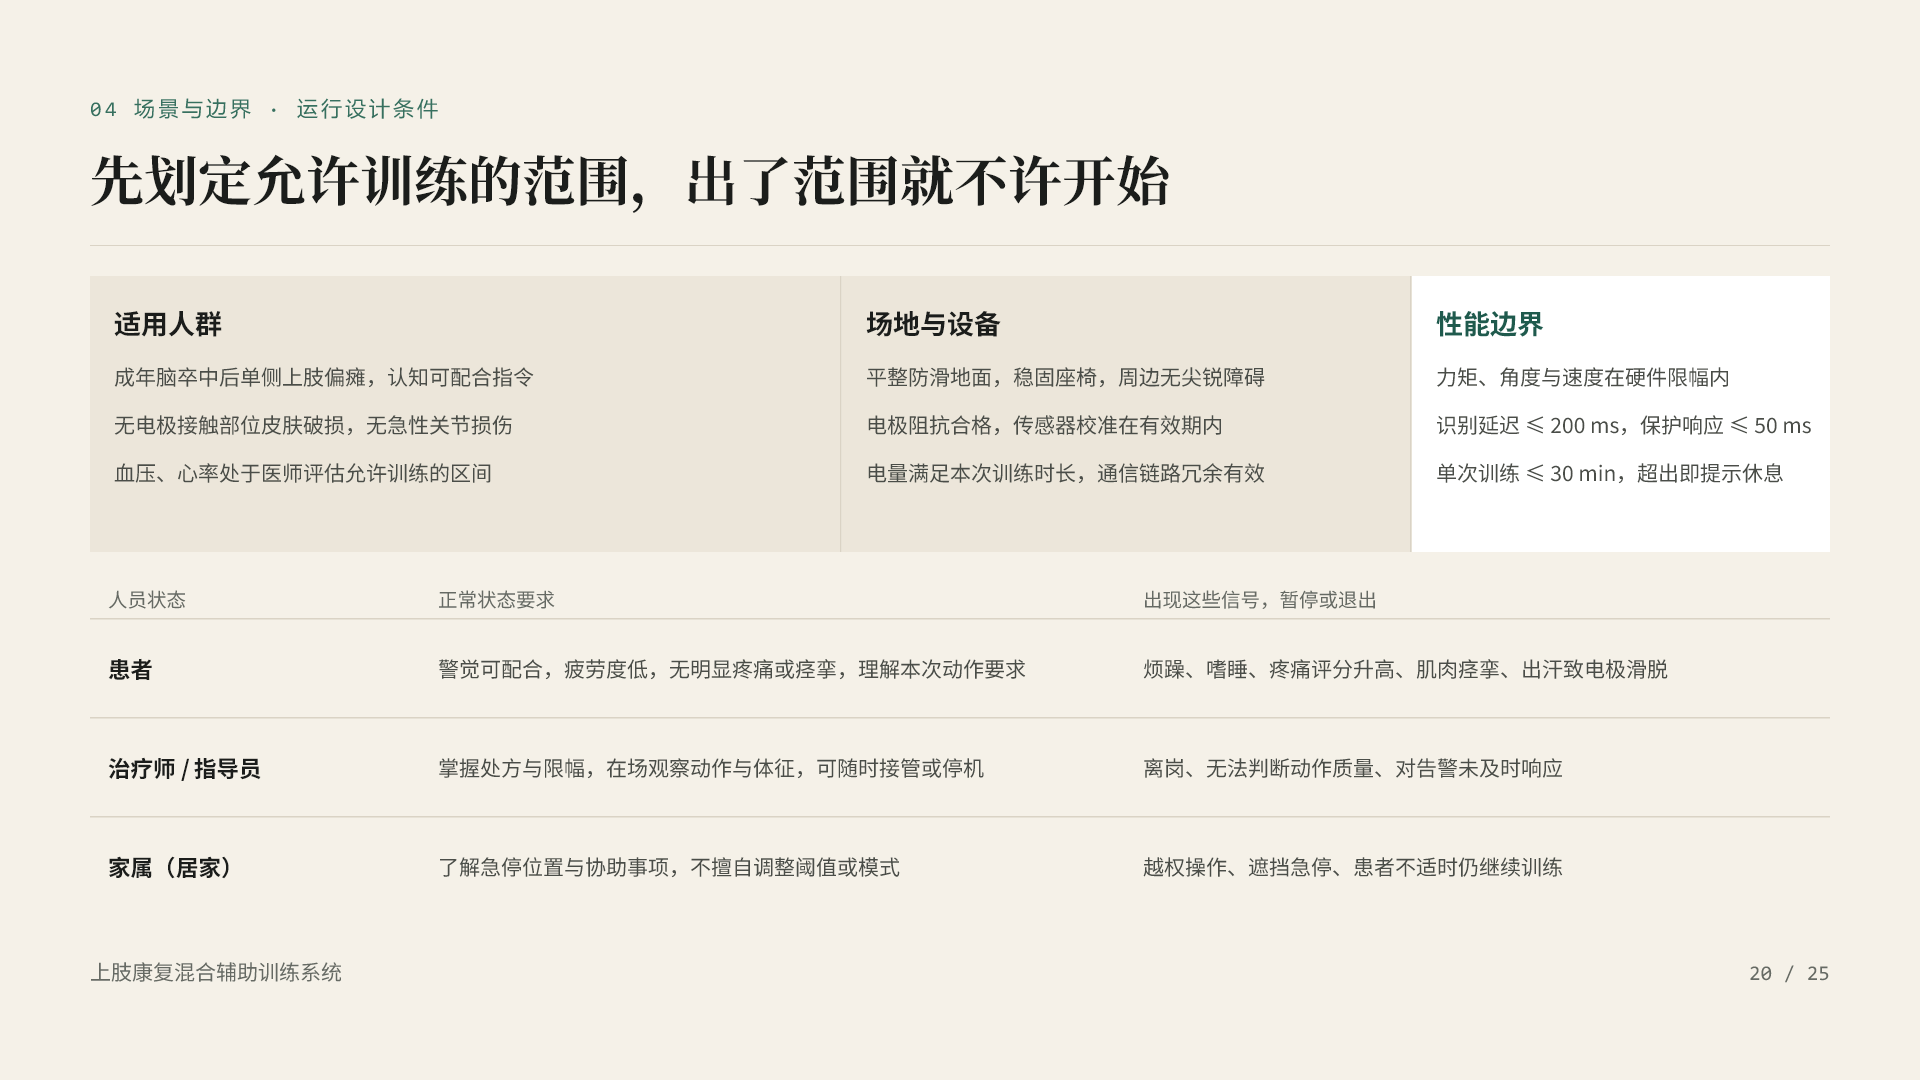 04 场景与边界 · 运行设计条件
先划定允许训练的范围，出了范围就不许开始
适用人群
成年脑卒中后单侧上肢偏瘫，认知可配合指令
无电极接触部位皮肤破损，无急性关节损伤
血压、心率处于医师评估允许训练的区间
场地与设备
平整防滑地面，稳固座椅，周边无尖锐障碍
电极阻抗合格，传感器校准在有效期内
电量满足本次训练时长，通信链路冗余有效
性能边界
力矩、角度与速度在硬件限幅内
识别延迟 ≤ 200 ms，保护响应 ≤ 50 ms
单次训练 ≤ 30 min，超出即提示休息
人员状态 正常状态要求 出现这些信号，暂停或退出
患者 警觉可配合，疲劳度低，无明显疼痛或痉挛，理解本次动作要求 烦躁、嗜睡、疼痛评分升高、肌肉痉挛、出汗致电极滑脱
治疗师 / 指导员 掌握处方与限幅，在场观察动作与体征，可随时接管或停机 离岗、无法判断动作质量、对告警未及时响应
家属（居家） 了解急停位置与协助事项，不擅自调整阈值或模式 越权操作、遮挡急停、患者不适时仍继续训练
上肢康复混合辅助训练系统
20 / 25